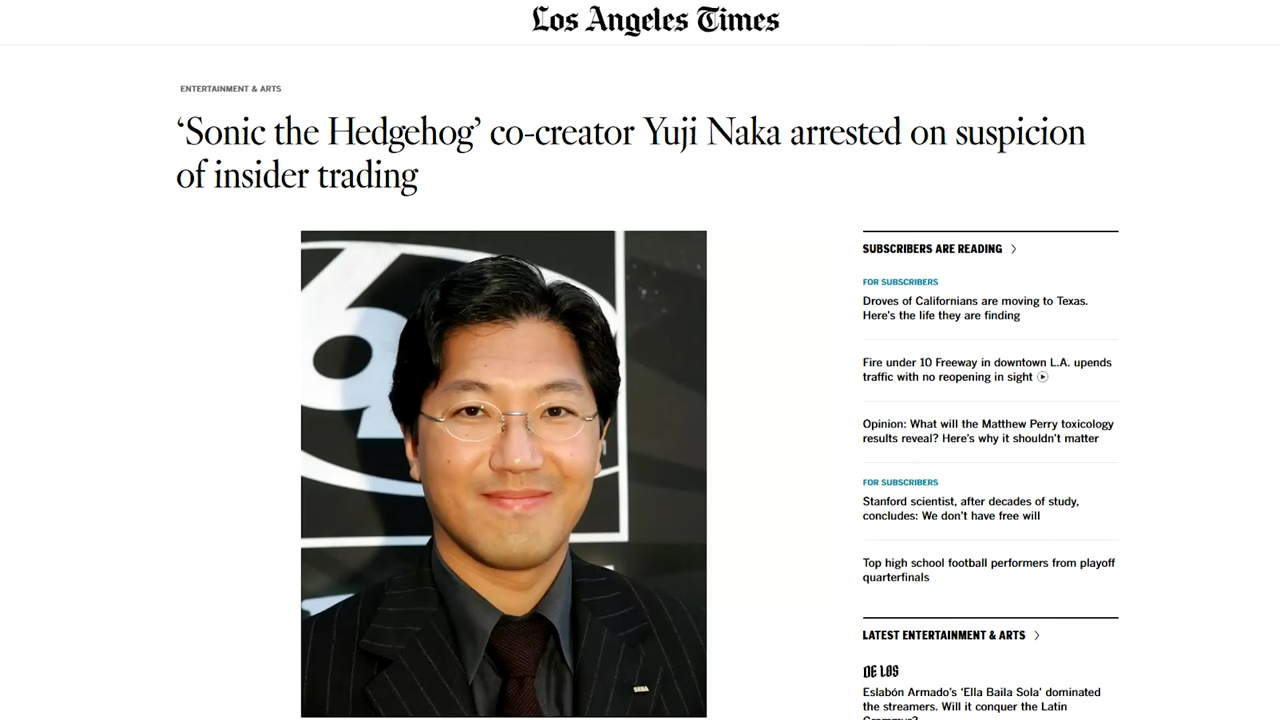 Los Angeles Times
ENTERTAINMENT & ARTS
‘Sonic the Hedgehog’ co-creator Yuji Naka arrested on suspicion
of insider trading
SUBSCRIBERS ARE READING
FOR SUBSCRIBERS
Droves of Californians are moving to Texas.
Here’s the life they are finding
Fire under 10 Freeway in downtown L.A. upends
traffic with no reopening in sight
Opinion: What will the Matthew Perry toxicology
results reveal? Here’s why it shouldn’t matter
FOR SUBSCRIBERS
Stanford scientist, after decades of study,
concludes: We don’t have free will
Top high school football performers from playoff
quarterfinals
LATEST ENTERTAINMENT & ARTS
DE LOS
Eslabón Armado’s ‘Ella Baila Sola’ dominated
the streamers. Will it conquer the Latin
SEGA